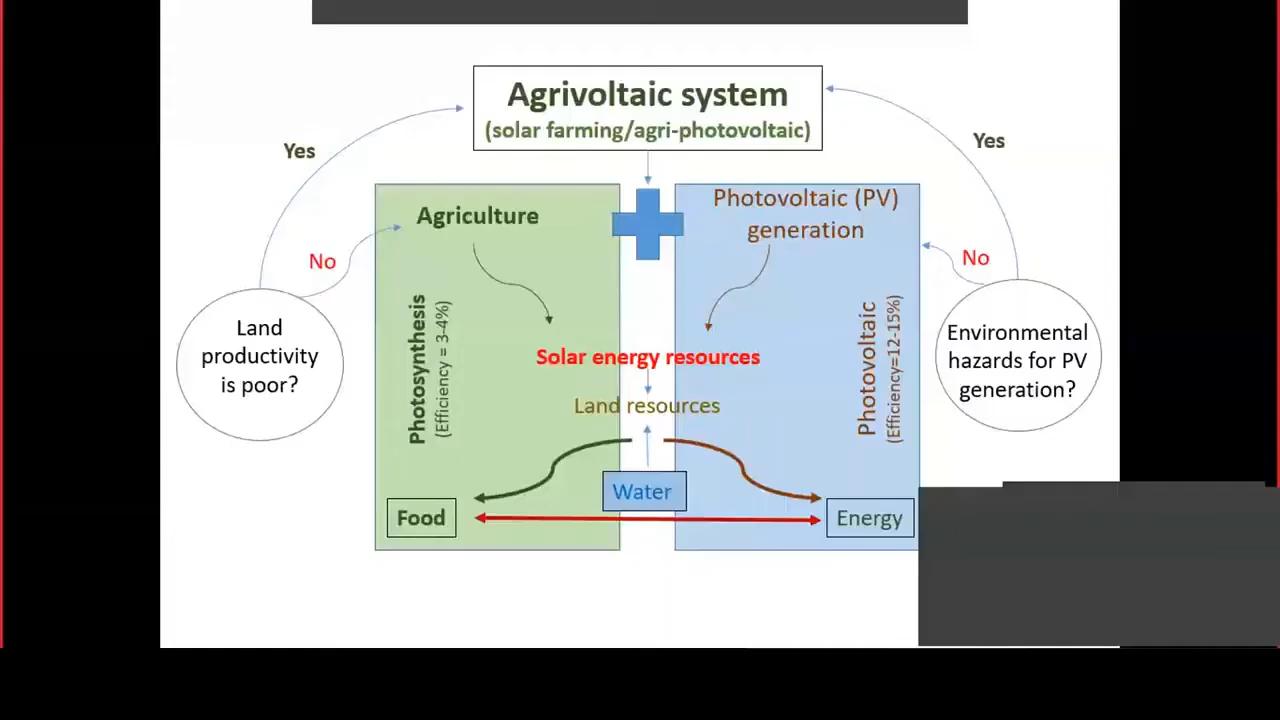 Agrivoltaic system
(solar farming/agri-photovoltaic)
Yes
Yes
Agriculture
Photovoltaic (PV)
generation
No
No
Land
productivity
is poor?
Photosynthesis
(Efficiency = 3-4%)
Solar energy resources
Land resources
Photovoltaic
(Efficiency=12-15%)
Environmental
hazards for PV
generation?
Water
Food
Energy